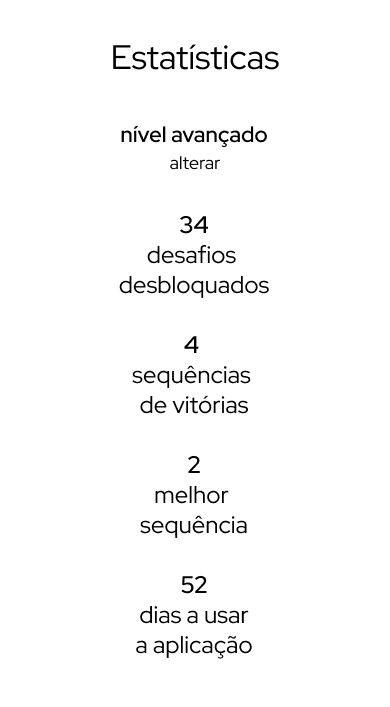 Estatísticas
nível avançado
alterar
34
desafios
desbloquados
4
sequências
de vitórias
2
melhor
sequência
52
dias a usar
a aplicação